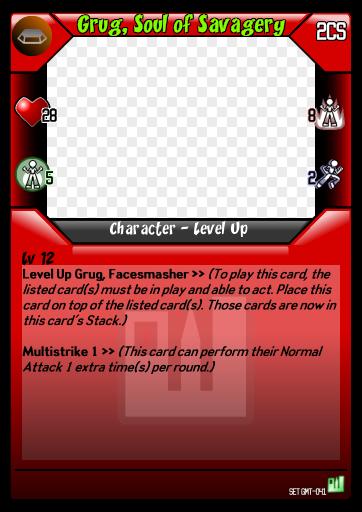 Grug, Soul of Savagery
2CS
28
8
5
2
Character - Level Up
Lv 12
Level Up Grug, Facesmasher >> (To play this card, the
listed card(s) must be in play and able to act. Place this
card on top of the listed card(s). Those cards are now in
this card's Stack.)
Multistrike 1 >> (This card can perform their Normal
Attack 1 extra time(s) per round.)
SET GMT-041